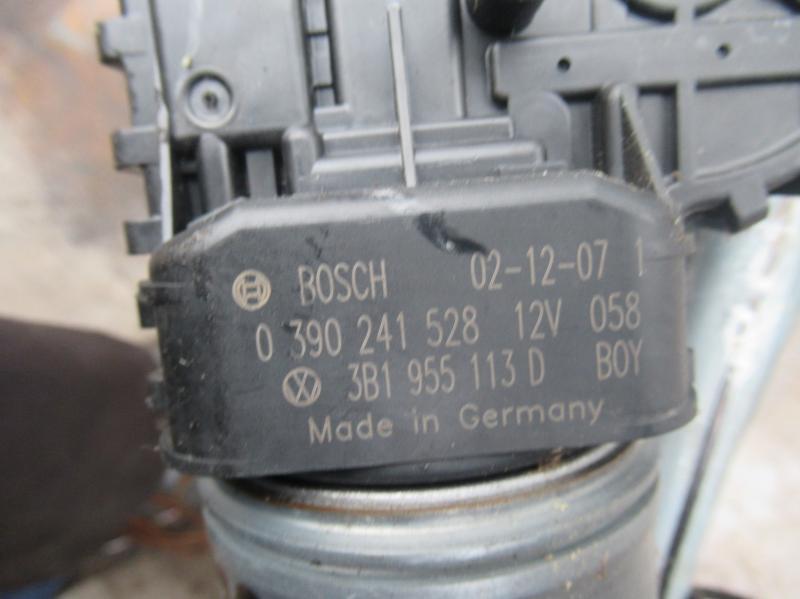 BOSCH 02-12-07 1
0 390 241 528 12V 058
3B1 955 113 D BOY
Made in Germany